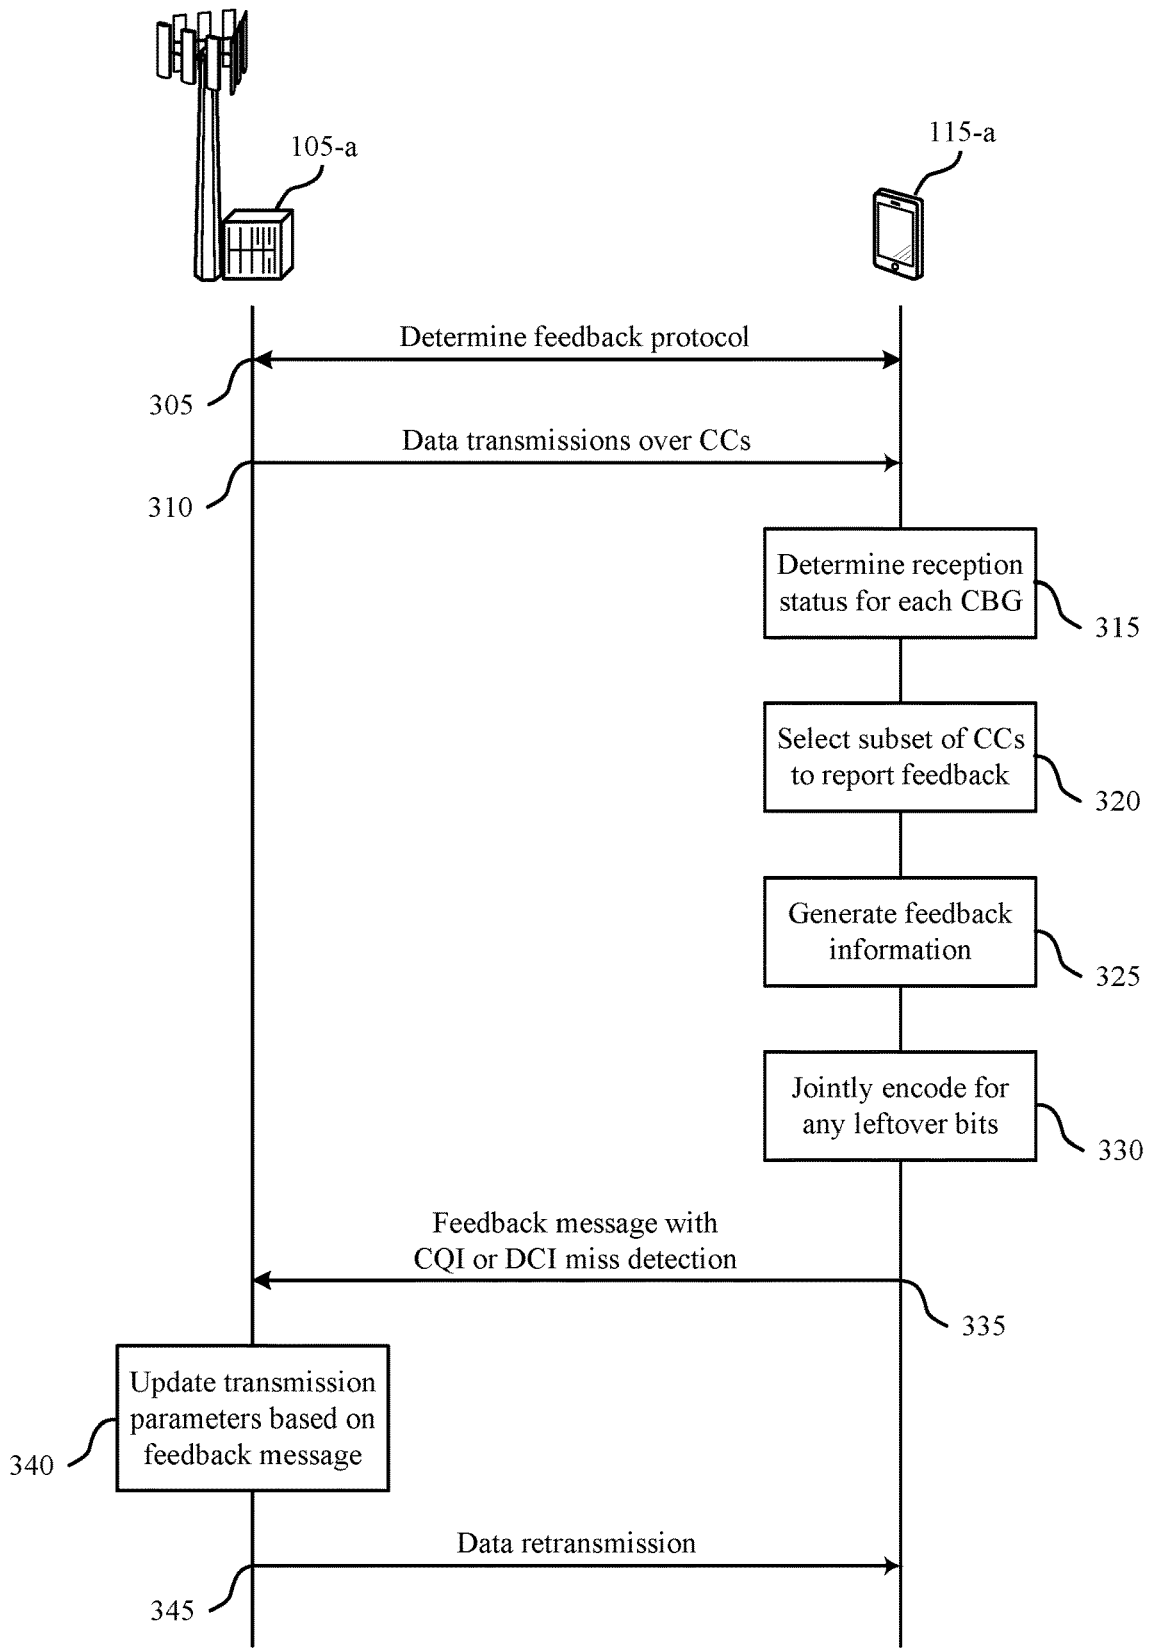 105-a
115-a
Determine feedback protocol
305
Data transmissions over CCs
310
Determine reception
status for each CBG
315
Select subset of CCs
to report feedback
320
Generate feedback
information
325
Jointly encode for
any leftover bits
330
Feedback message with
CQI or DCI miss detection
335
Update transmission
parameters based on
feedback message
340
Data retransmission
345